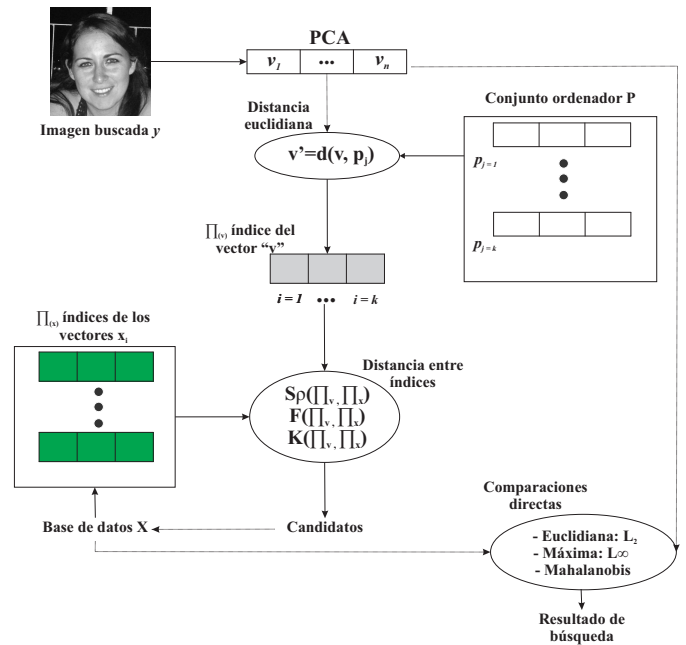 PCA
v1 ... vn
Imagen buscada y
Distancia
euclidiana
Conjunto ordenador P
v'=d(v, pj)
pj = 1
pj = k
∏(v) índice del
vector “v”
i = 1 ... i = k
∏(x) índices de los
vectores xi
Distancia entre
índices
Sρ(∏v , ∏x)
F(∏v , ∏x)
K(∏v , ∏x)
Comparaciones
directas
Base de datos X
Candidatos
- Euclidiana: L2
- Máxima: L∞
- Mahalanobis
Resultado de
búsqueda